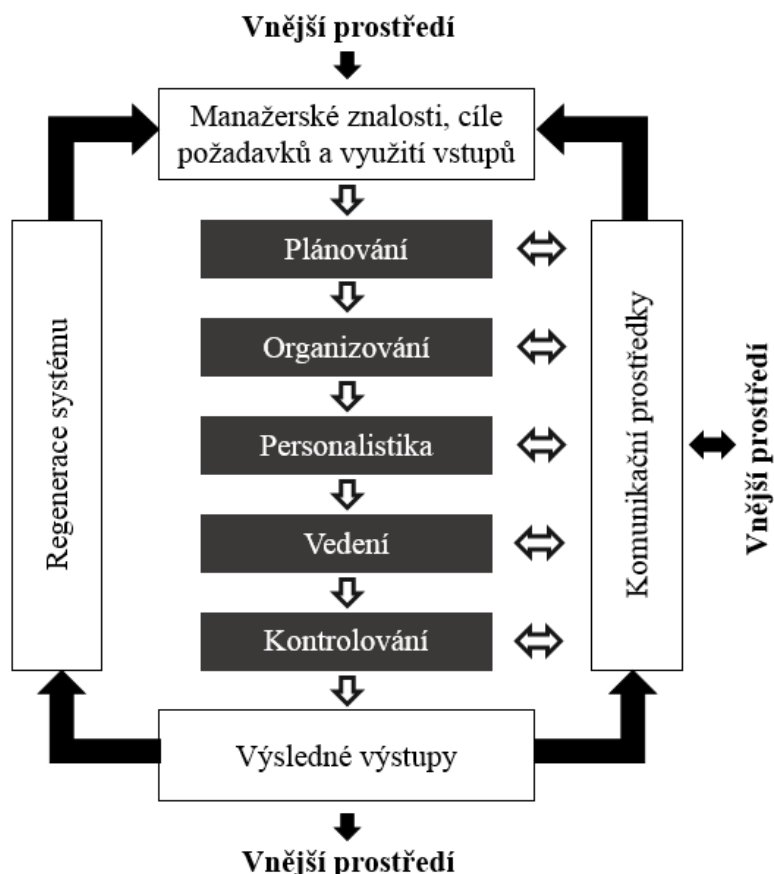 Vnější prostředí
Manažerské znalosti, cíle
požadavků a využití vstupů
Plánování
Organizování
Personalistika
Vedení
Kontrolování
Regenerace systému
Komunikační prostředky
Vnější prostředí
Výsledné výstupy
Vnější prostředí